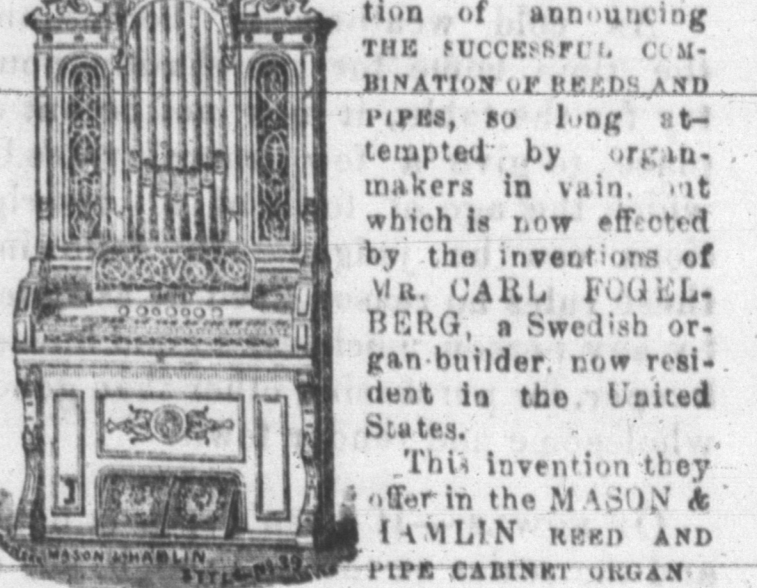 tion of announcing
THE SUCCESSFUL COM-
BINATION OF REEDS AND
PIPES, so long at-
tempted by organ-
makers in vain, but
which is now effected
by the inventions of
MR. CARL FOGEL-
BERG, a Swedish or-
gan-builder, now resi-
dent in the United
States.
This invention they
offer in the MASON &
HAMLIN REED AND
PIPE CABINET ORGAN
MASON & HAMLIN